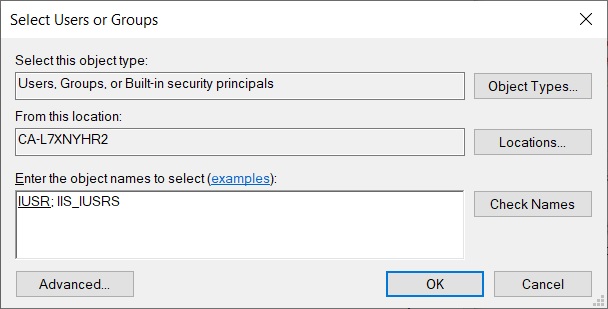 Select Users or Groups
Select this object type:
Users, Groups, or Built-in security principals
Object Types...
From this location:
CA-L7XNYHR2
Locations...
Enter the object names to select (examples):
IUSR; IIS_IUSRS
Check Names
Advanced...
OK
Cancel